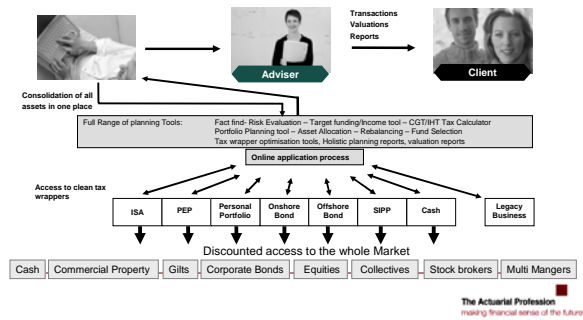 Transactions
Valuations
Reports
Adviser
Client
Consolidation of all
assets in one place
Full Range of planning Tools: Fact find- Risk Evaluation – Target funding/Income tool – CGT/IHT Tax Calculator
Portfolio Planning tool – Asset Allocation – Rebalancing – Fund Selection
Tax wrapper optimisation tools, Holistic planning reports, valuation reports
Online application process
Access to clean tax
wrappers
ISA
PEP
Personal
Portfolio
Onshore
Bond
Offshore
Bond
SIPP
Cash
Legacy
Business
Discounted access to the whole Market
Cash
Commercial Property
Gilts
Corporate Bonds
Equities
Collectives
Stock brokers
Multi Mangers
The Actuarial Profession
making financial sense of the future